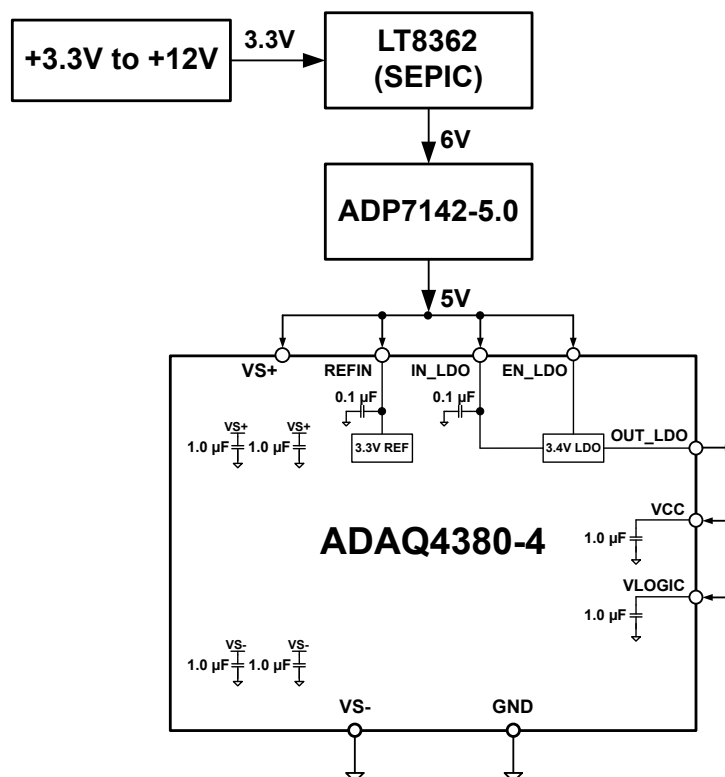 +3.3V to +12V
3.3V
LT8362
(SEPIC)
6V
ADP7142-5.0
5V
VS+
REFIN
IN_LDO
EN_LDO
0.1 µF
0.1 µF
VS+
VS+
1.0 µF
1.0 µF
3.3V REF
3.4V LDO
OUT_LDO
VCC
ADAQ4380-4
1.0 µF
VLOGIC
1.0 µF
VS-
VS-
1.0 µF
1.0 µF
VS-
GND